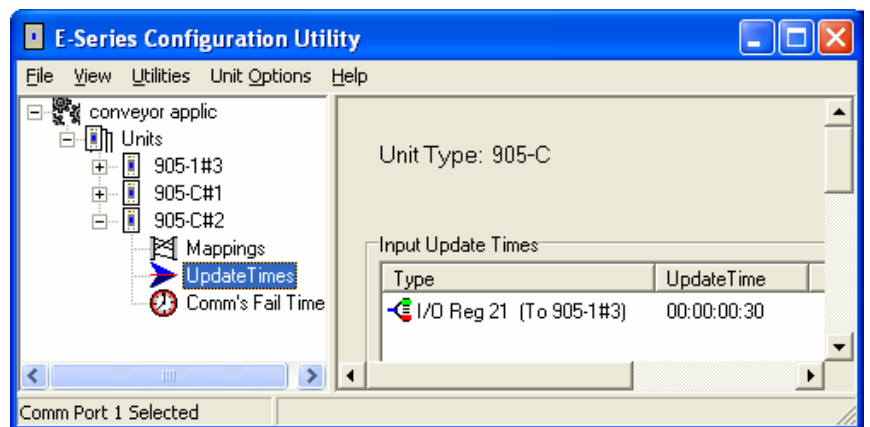 E-Series Configuration Utility
File View Utilities Unit Options Help
conveyor applic
Units
905-1#3
905-C#1
905-C#2
Mappings
UpdateTimes
Comm's Fail Time
Unit Type: 905-C
Input Update Times
Type UpdateTime
I/O Reg 21 (To 905-1#3) 00:00:00:30
Comm Port 1 Selected